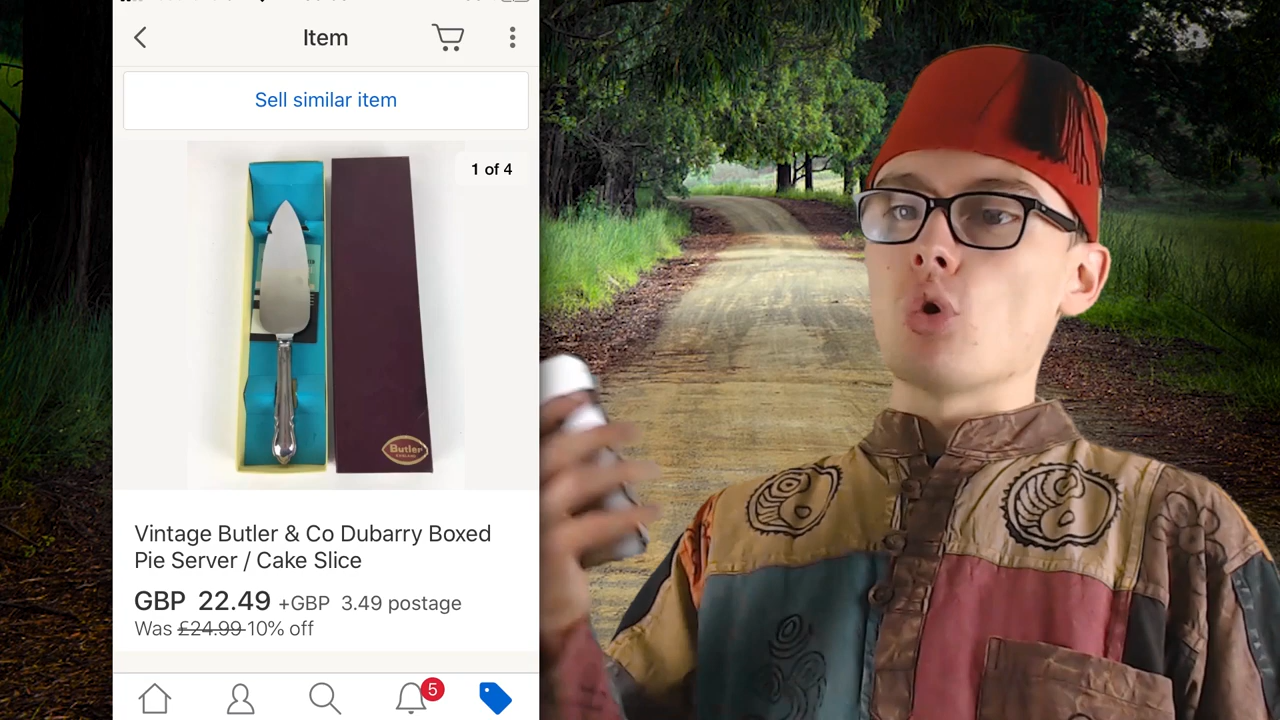 Item
Sell similar item
1 of 4
Butler
Vintage Butler & Co Dubarry Boxed
Pie Server / Cake Slice
GBP 22.49 +GBP 3.49 postage
Was £24.99 10% off
5